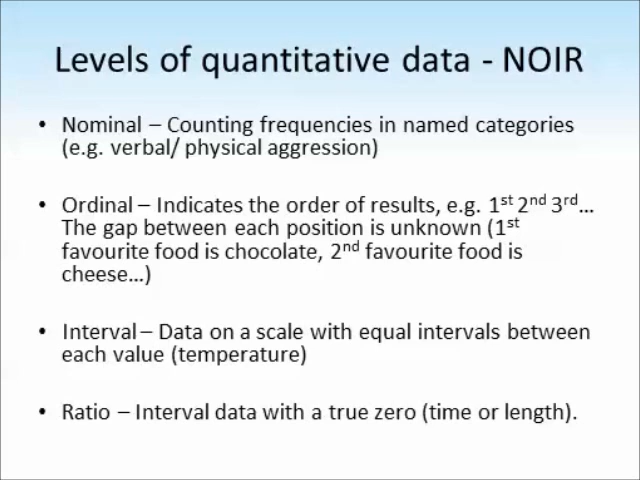 Levels of quantitative data - NOIR
• Nominal – Counting frequencies in named categories
(e.g. verbal/ physical aggression)
• Ordinal – Indicates the order of results, e.g. 1st 2nd 3rd...
The gap between each position is unknown (1st
favourite food is chocolate, 2nd favourite food is
cheese...)
• Interval – Data on a scale with equal intervals between
each value (temperature)
• Ratio – Interval data with a true zero (time or length).